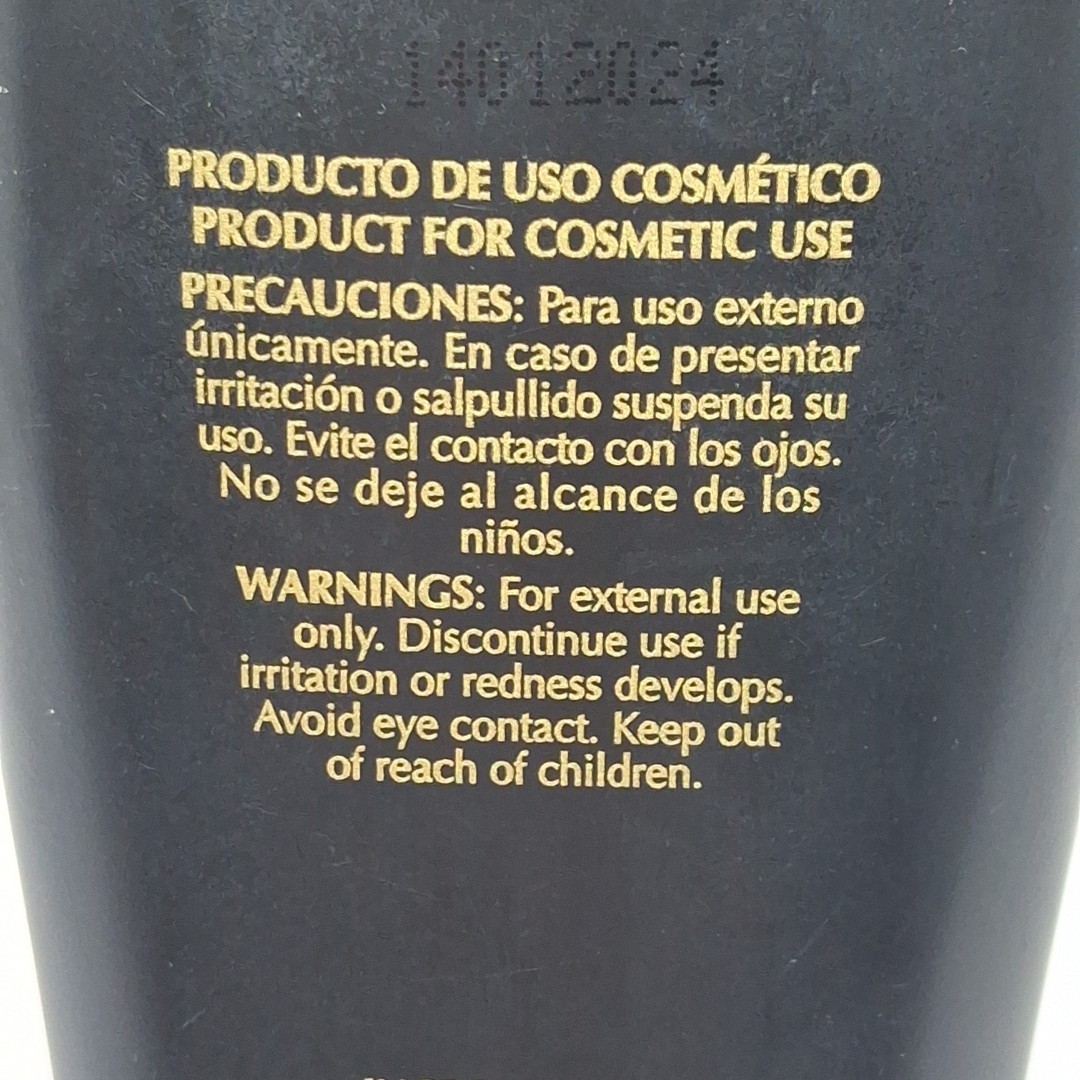 14012024
PRODUCTO DE USO COSMÉTICO
PRODUCT FOR COSMETIC USE
PRECAUCIONES: Para uso externo
únicamente. En caso de presentar
irritación o salpullido suspenda su
uso. Evite el contacto con los ojos.
No se deje al alcance de los
niños.
WARNINGS: For external use
only. Discontinue use if
irritation or redness develops.
Avoid eye contact. Keep out
of reach of children.